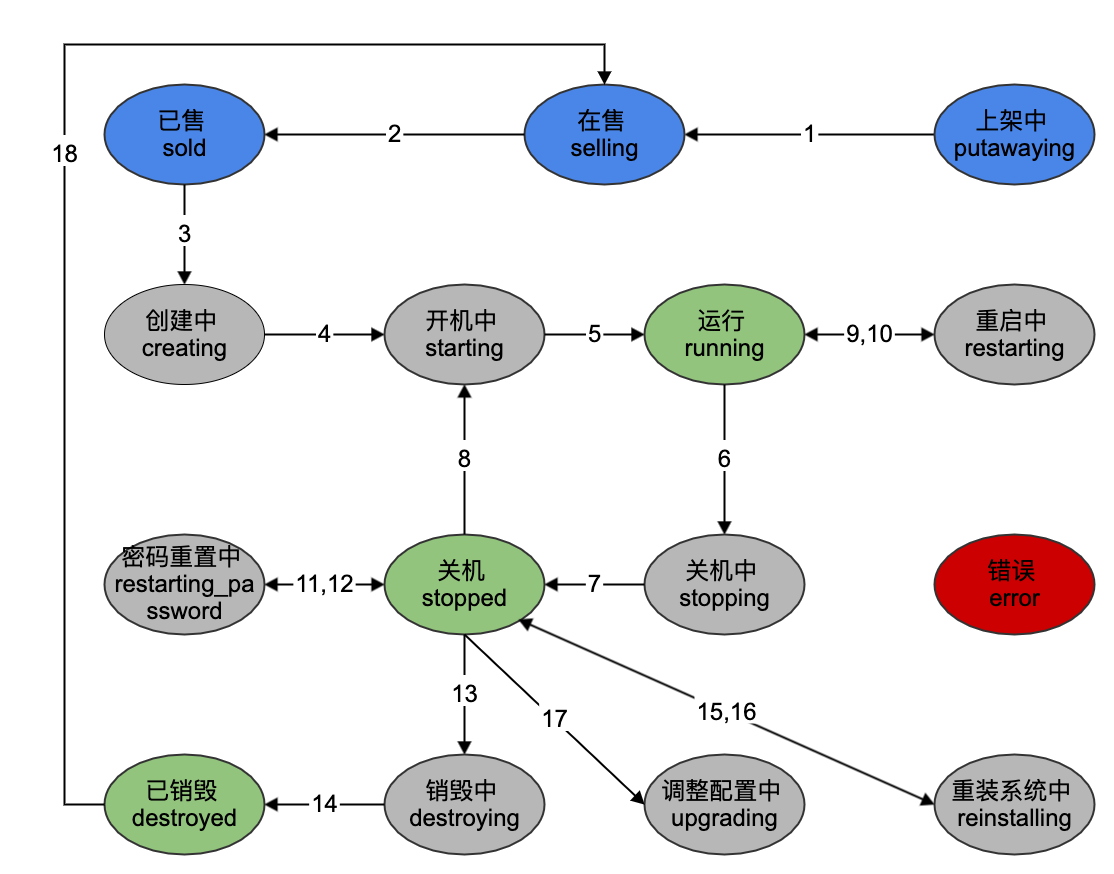 已售
sold
2
在售
selling
1
上架中
putawaying
18
3
创建中
creating
4
开机中
starting
5
运行
running
9,10
重启中
restarting
8
6
密码重置中
restarting_pa
ssword
11,12
关机
stopped
7
关机中
stopping
错误
error
13
17
15,16
已销毁
destroyed
14
销毁中
destroying
调整配置中
upgrading
重装系统中
reinstalling